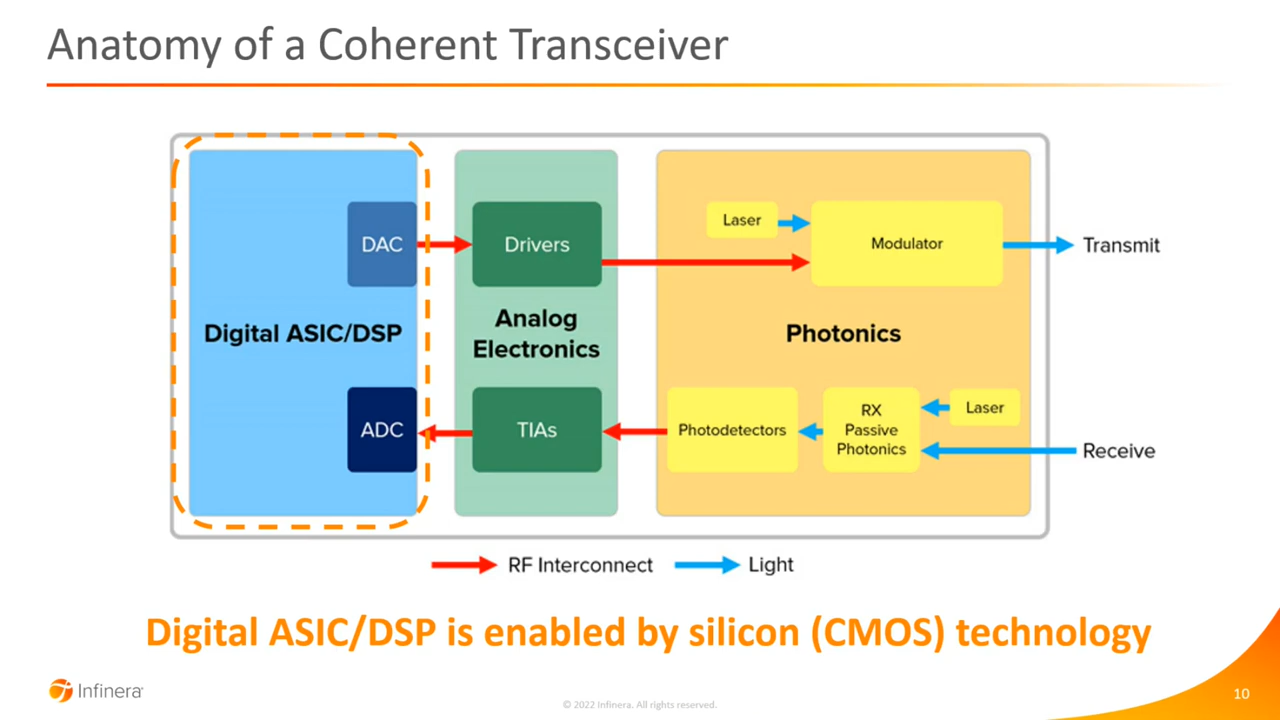 Anatomy of a Coherent Transceiver
DAC
Drivers
Laser
Modulator
Transmit
Digital ASIC/DSP
Analog
Electronics
Photonics
ADC
TIAs
Photodetectors
RX
Passive
Photonics
Laser
Receive
RF Interconnect
Light
Digital ASIC/DSP is enabled by silicon (CMOS) technology
Infinera
© 2022 Infinera. All rights reserved.
10